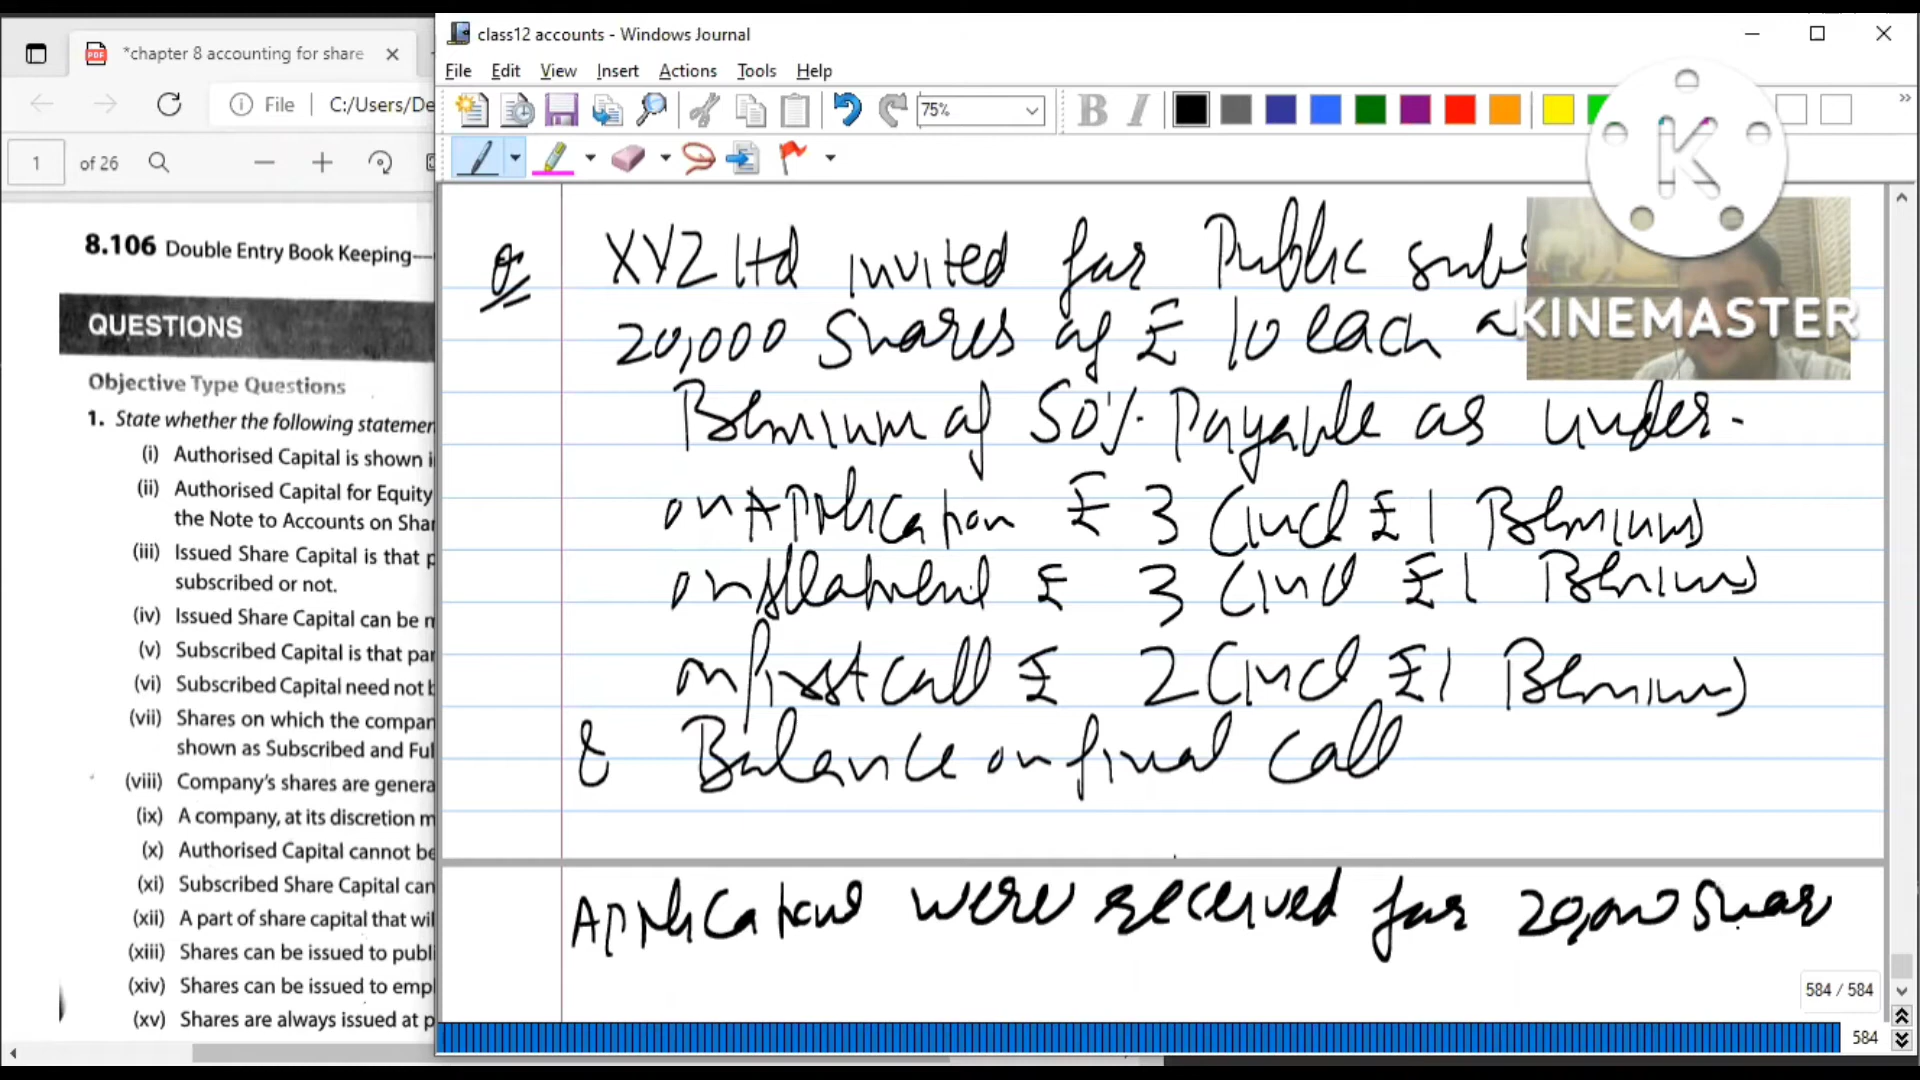 class12 accounts - Windows Journal
*chapter 8 accounting for share
File Edit View Insert Actions Tools Help
File C:/Users/De
75%
B I
1 of 26
K
KINEMASTER
8.106 Double Entry Book Keeping—
QUESTIONS
Objective Type Questions
1. State whether the following statemen
(i) Authorised Capital is shown i
(ii) Authorised Capital for Equity
the Note to Accounts on Shar
(iii) Issued Share Capital is that p
subscribed or not.
(iv) Issued Share Capital can be m
(v) Subscribed Capital is that par
(vi) Subscribed Capital need not b
(vii) Shares on which the compan
shown as Subscribed and Ful
(viii) Company's shares are genera
(ix) A company, at its discretion m
(x) Authorised Capital cannot be
(xi) Subscribed Share Capital can
(xii) A part of share capital that wil
(xiii) Shares can be issued to publi
(xiv) Shares can be issued to empl
(xv) Shares are always issued at p
Q XYZ ltd invited for Public subs
20,000 Shares of ₹ 10 each
Premium of 50% Payable as under.
on Application ₹ 3 (incl ₹1 Premium)
on Allotment ₹ 3 (incl ₹1 Premium)
on first call ₹ 2 (incl ₹1 Premium)
& Balance on final call
Applications were received for 20,000 Shar
584 / 584
584